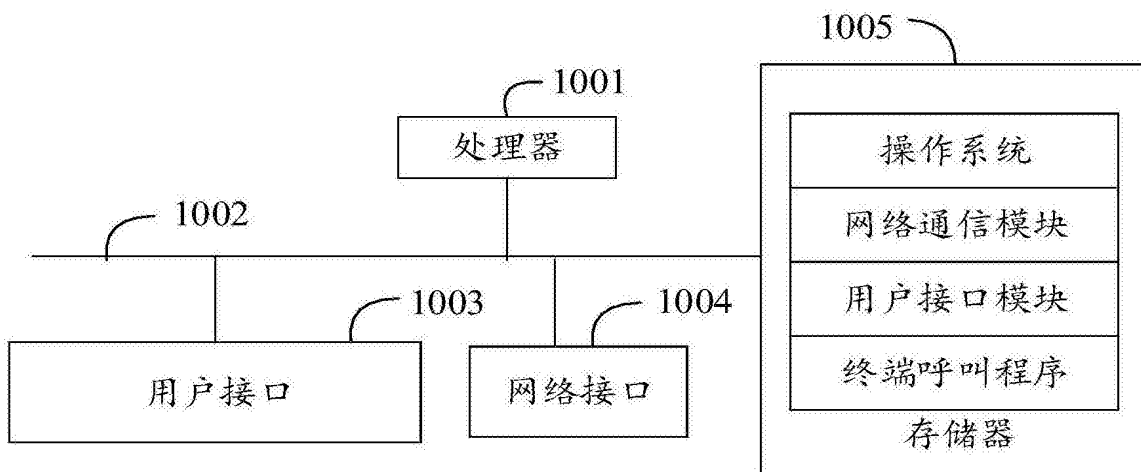 1005
1001
处理器
操作系统
1002
网络通信模块
1003
1004
用户接口模块
用户接口
网络接口
终端呼叫程序
存储器